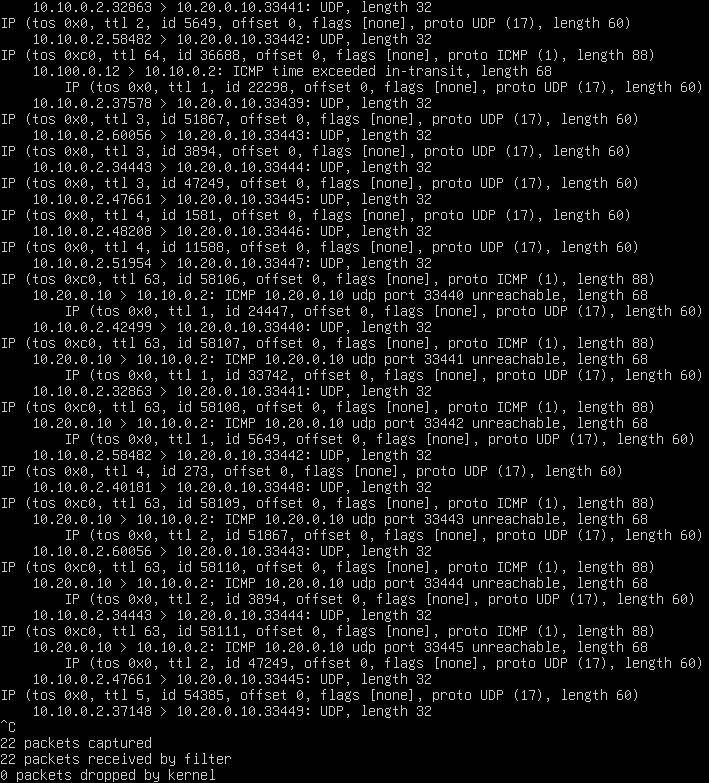 10.10.0.2.32863 > 10.20.0.10.33441: UDP, length 32
IP (tos 0x0, ttl 2, id 5649, offset 0, flags [none], proto UDP (17), length 60)
10.10.0.2.58482 > 10.20.0.10.33442: UDP, length 32
IP (tos 0xc0, ttl 64, id 36688, offset 0, flags [none], proto ICMP (1), length 88)
10.100.0.12 > 10.10.0.2: ICMP time exceeded in-transit, length 68
IP (tos 0x0, ttl 1, id 22298, offset 0, flags [none], proto UDP (17), length 60)
10.10.0.2.37578 > 10.20.0.10.33439: UDP, length 32
IP (tos 0x0, ttl 3, id 51867, offset 0, flags [none], proto UDP (17), length 60)
10.10.0.2.60056 > 10.20.0.10.33443: UDP, length 32
IP (tos 0x0, ttl 3, id 3894, offset 0, flags [none], proto UDP (17), length 60)
10.10.0.2.34443 > 10.20.0.10.33444: UDP, length 32
IP (tos 0x0, ttl 3, id 47249, offset 0, flags [none], proto UDP (17), length 60)
10.10.0.2.47661 > 10.20.0.10.33445: UDP, length 32
IP (tos 0x0, ttl 4, id 1581, offset 0, flags [none], proto UDP (17), length 60)
10.10.0.2.48208 > 10.20.0.10.33446: UDP, length 32
IP (tos 0x0, ttl 4, id 11588, offset 0, flags [none], proto UDP (17), length 60)
10.10.0.2.51954 > 10.20.0.10.33447: UDP, length 32
IP (tos 0xc0, ttl 63, id 58106, offset 0, flags [none], proto ICMP (1), length 88)
10.20.0.10 > 10.10.0.2: ICMP 10.20.0.10 udp port 33440 unreachable, length 68
IP (tos 0x0, ttl 1, id 24447, offset 0, flags [none], proto UDP (17), length 60)
10.10.0.2.42499 > 10.20.0.10.33440: UDP, length 32
IP (tos 0xc0, ttl 63, id 58107, offset 0, flags [none], proto ICMP (1), length 88)
10.20.0.10 > 10.10.0.2: ICMP 10.20.0.10 udp port 33441 unreachable, length 68
IP (tos 0x0, ttl 1, id 33742, offset 0, flags [none], proto UDP (17), length 60)
10.10.0.2.32863 > 10.20.0.10.33441: UDP, length 32
IP (tos 0xc0, ttl 63, id 58108, offset 0, flags [none], proto ICMP (1), length 88)
10.20.0.10 > 10.10.0.2: ICMP 10.20.0.10 udp port 33442 unreachable, length 68
IP (tos 0x0, ttl 1, id 5649, offset 0, flags [none], proto UDP (17), length 60)
10.10.0.2.58482 > 10.20.0.10.33442: UDP, length 32
IP (tos 0x0, ttl 4, id 273, offset 0, flags [none], proto UDP (17), length 60)
10.10.0.2.40181 > 10.20.0.10.33448: UDP, length 32
IP (tos 0xc0, ttl 63, id 58109, offset 0, flags [none], proto ICMP (1), length 88)
10.20.0.10 > 10.10.0.2: ICMP 10.20.0.10 udp port 33443 unreachable, length 68
IP (tos 0x0, ttl 2, id 51867, offset 0, flags [none], proto UDP (17), length 60)
10.10.0.2.60056 > 10.20.0.10.33443: UDP, length 32
IP (tos 0xc0, ttl 63, id 58110, offset 0, flags [none], proto ICMP (1), length 88)
10.20.0.10 > 10.10.0.2: ICMP 10.20.0.10 udp port 33444 unreachable, length 68
IP (tos 0x0, ttl 2, id 3894, offset 0, flags [none], proto UDP (17), length 60)
10.10.0.2.34443 > 10.20.0.10.33444: UDP, length 32
IP (tos 0xc0, ttl 63, id 58111, offset 0, flags [none], proto ICMP (1), length 88)
10.20.0.10 > 10.10.0.2: ICMP 10.20.0.10 udp port 33445 unreachable, length 68
IP (tos 0x0, ttl 2, id 47249, offset 0, flags [none], proto UDP (17), length 60)
10.10.0.2.47661 > 10.20.0.10.33445: UDP, length 32
IP (tos 0x0, ttl 5, id 54385, offset 0, flags [none], proto UDP (17), length 60)
10.10.0.2.37148 > 10.20.0.10.33449: UDP, length 32
^C
22 packets captured
22 packets received by filter
0 packets dropped by kernel